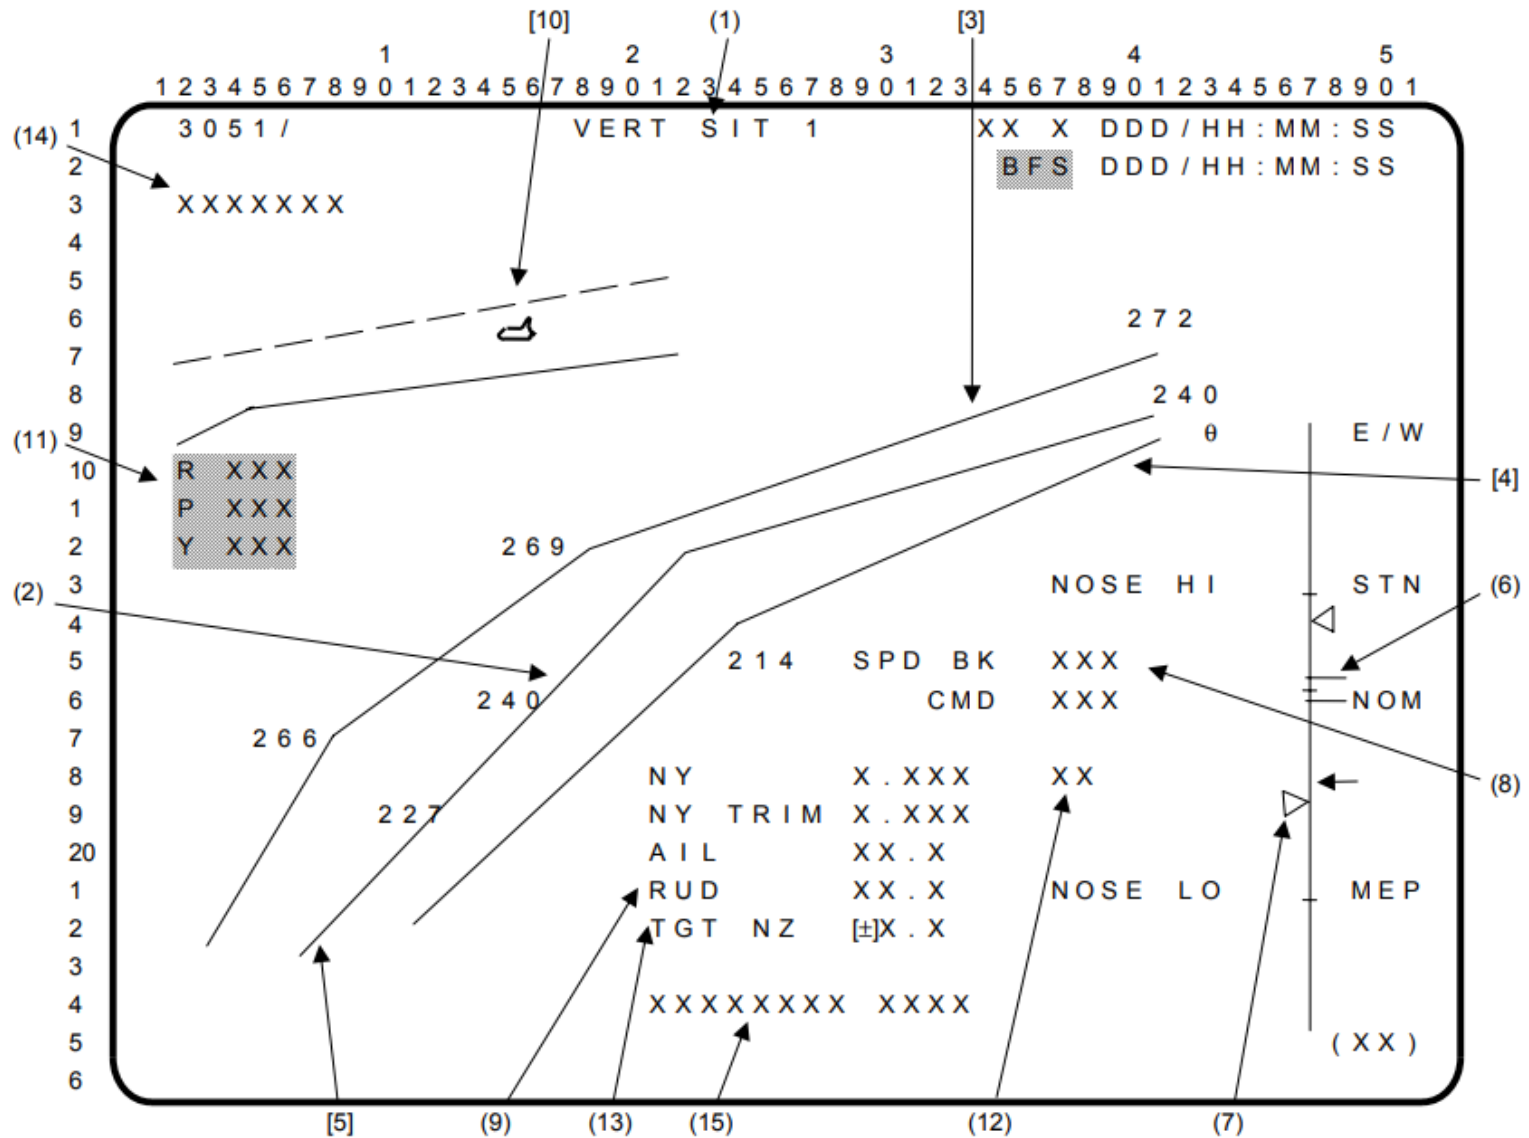 [10] (1) [3]
1 2 3 4 5
1 2 3 4 5 6 7 8 9 0 1 2 3 4 5 6 7 8 9 0 1 2 3 4 5 6 7 8 9 0 1 2 3 4 5 6 7 8 9 0 1 2 3 4 5 6 7 8 9 0 1
(14) 1 3051/ VERT SIT 1 XX X DDD/HH:MM:SS
2 BFS DDD/HH:MM:SS
3 XXXXXXX
4
5
6 272
7
8 240
(11) 9 θ E/W
10 R XXX [4]
1 P XXX
2 Y XXX 269
(2) 3 NOSE HI STN (6)
4
5 214 SPD BK XXX
6 240 CMD XXX NOM
7 266
8 NY X.XXX XX (8)
9 227 NY TRIM X.XXX
20 AIL XX.X
1 RUD XX.X NOSE LO MEP
2 TGT NZ [±]X.X
3
4 XXXXXXXX XXXX
5 (XX)
6
[5] (9) (13) (15) (12) (7)